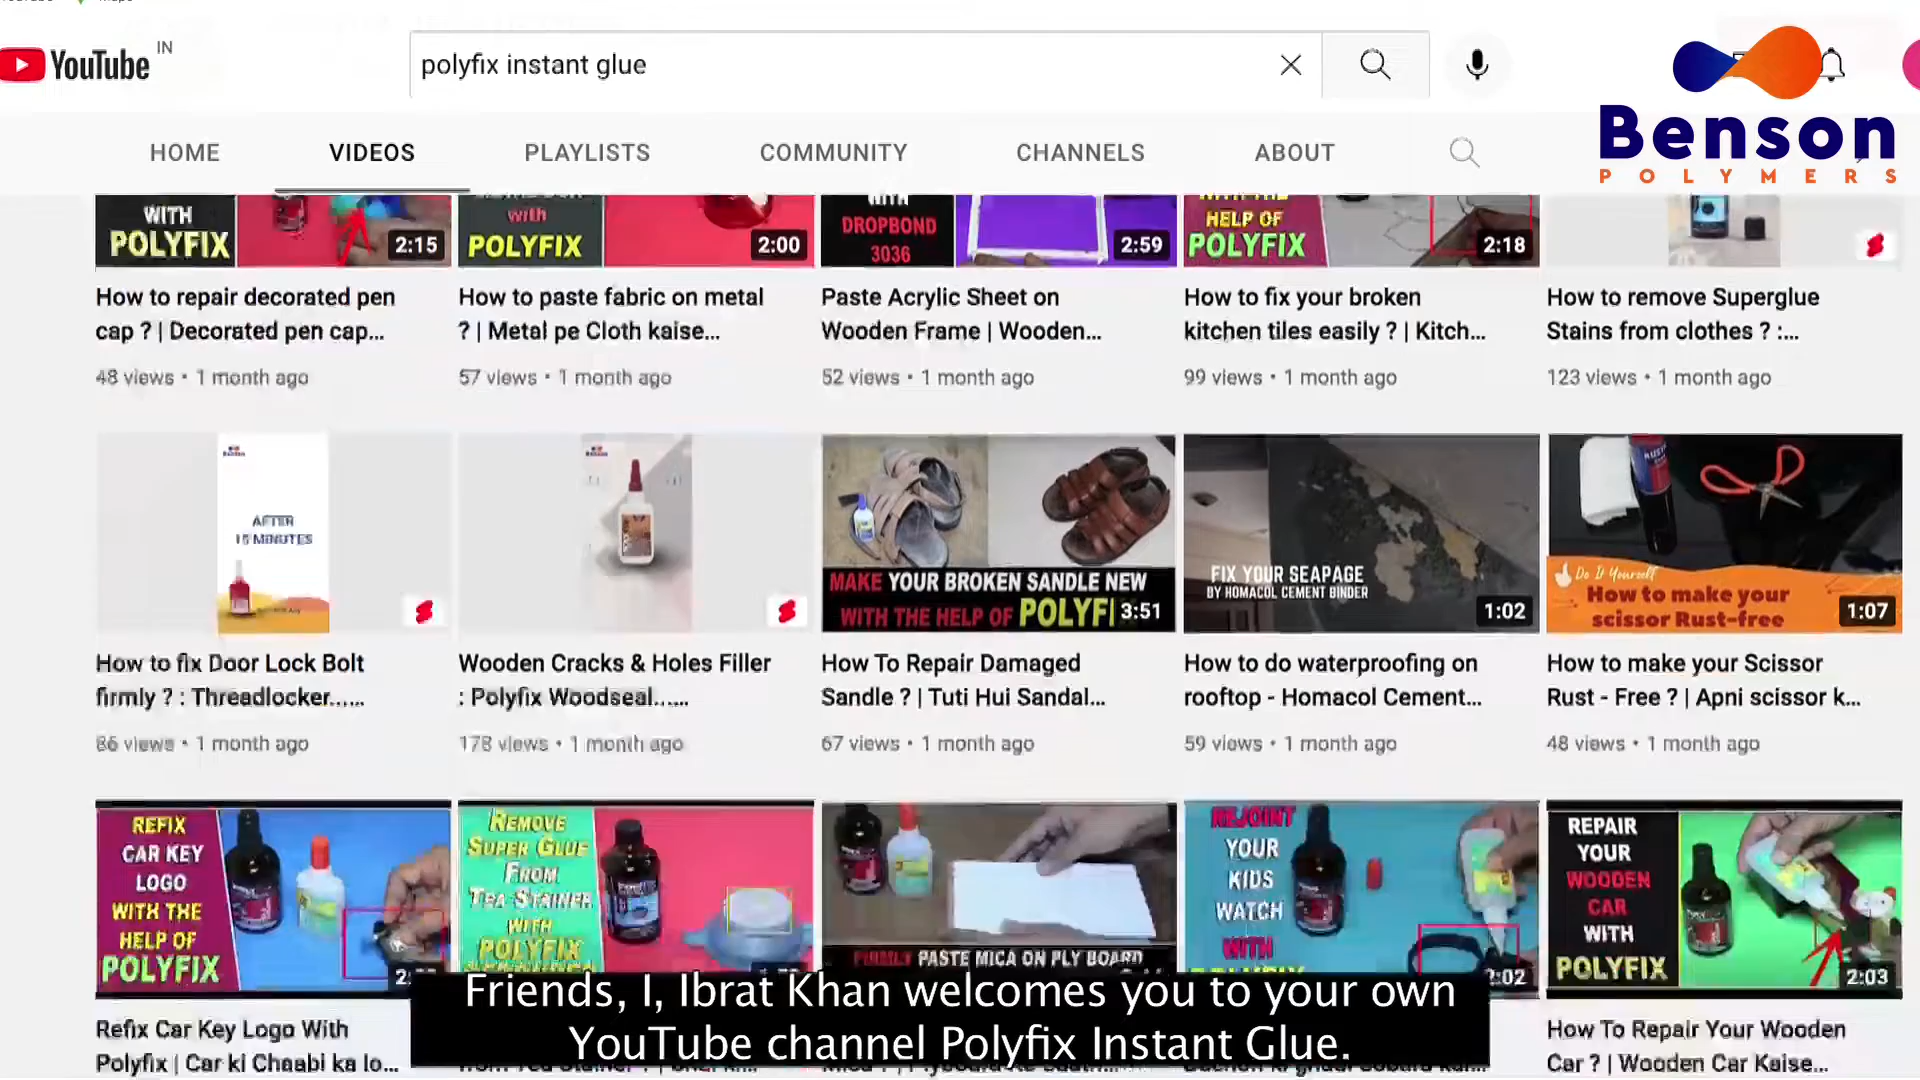 YouTube
IN
polyfix instant glue
Benson
POLYMERS
HOME
VIDEOS
PLAYLISTS
COMMUNITY
CHANNELS
ABOUT
WITH
POLYFIX
2:15
with
POLYFIX
2:00
WITH
DROPBOND
3036
2:59
WITH THE
HELP OF
POLYFIX
2:18
How to repair decorated pen
cap ? | Decorated pen cap...
48 views • 1 month ago
How to paste fabric on metal
? | Metal pe Cloth kaise...
57 views • 1 month ago
Paste Acrylic Sheet on
Wooden Frame | Wooden...
52 views • 1 month ago
How to fix your broken
kitchen tiles easily ? | Kitch...
99 views • 1 month ago
How to remove Superglue
Stains from clothes ? :...
123 views • 1 month ago
AFTER
15 MINUTES
MAKE YOUR BROKEN SANDLE NEW
WITH THE HELP OF POLYFI
3:51
FIX YOUR SEAPAGE
BY HOMACOL CEMENT BINDER
1:02
Do It Yourself
How to make your
scissor Rust-free
1:07
How to fix Door Lock Bolt
firmly ? : Threadlocker......
86 views • 1 month ago
Wooden Cracks & Holes Filler
: Polyfix Woodseal......
178 views • 1 month ago
How To Repair Damaged
Sandle ? | Tuti Hui Sandal...
67 views • 1 month ago
How to do waterproofing on
rooftop - Homacol Cement...
59 views • 1 month ago
How to make your Scissor
Rust - Free ? | Apni scissor k...
48 views • 1 month ago
REFIX
CAR KEY
LOGO
WITH THE
HELP OF
POLYFIX
REMOVE
SUPER GLUE
FROM
TEA STAINER
WITH
POLYFIX
FIRMLY PASTE MICA ON PLY BOARD
REJOINT
YOUR
KIDS
WATCH
WITH
2:02
REPAIR
YOUR
WOODEN
CAR
WITH
POLYFIX
2:03
Refix Car Key Logo With
Polyfix | Car ki Chaabi ka lo...
How To Repair Your Wooden
Car ? | Wooden Car Kaise...
Friends, I, Ibrat Khan welcomes you to your own
YouTube channel Polyfix Instant Glue.